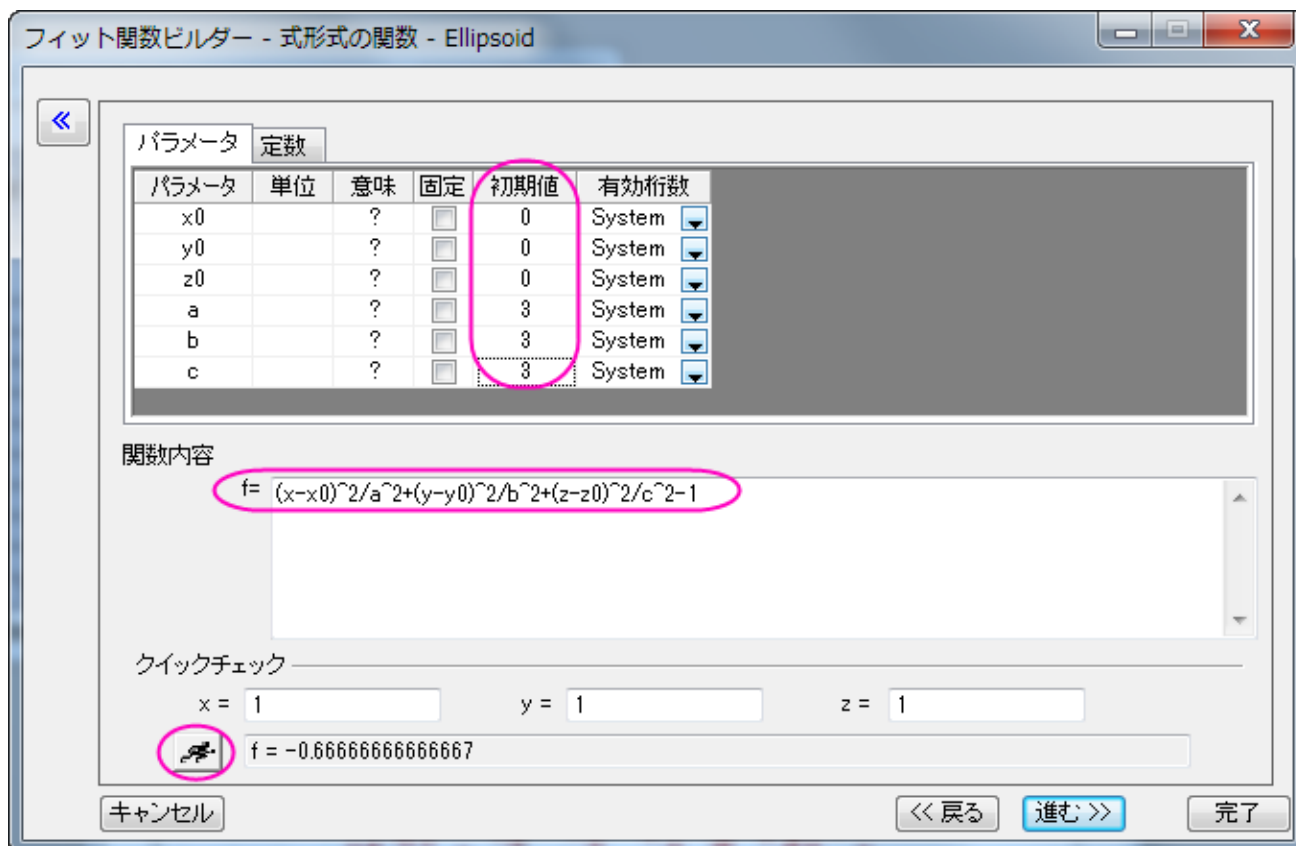 フィット関数ビルダー - 式形式の関数 - Ellipsoid
パラメータ 定数
パラメータ 単位 意味 固定 初期値 有効桁数
x0 ? 0 System
y0 ? 0 System
z0 ? 0 System
a ? 3 System
b ? 3 System
c ? 3 System
関数内容
f= (x-x0)^2/a^2+(y-y0)^2/b^2+(z-z0)^2/c^2-1
クイックチェック
x = 1 y = 1 z = 1
f = -0.66666666666667
キャンセル << 戻る 進む >> 完了